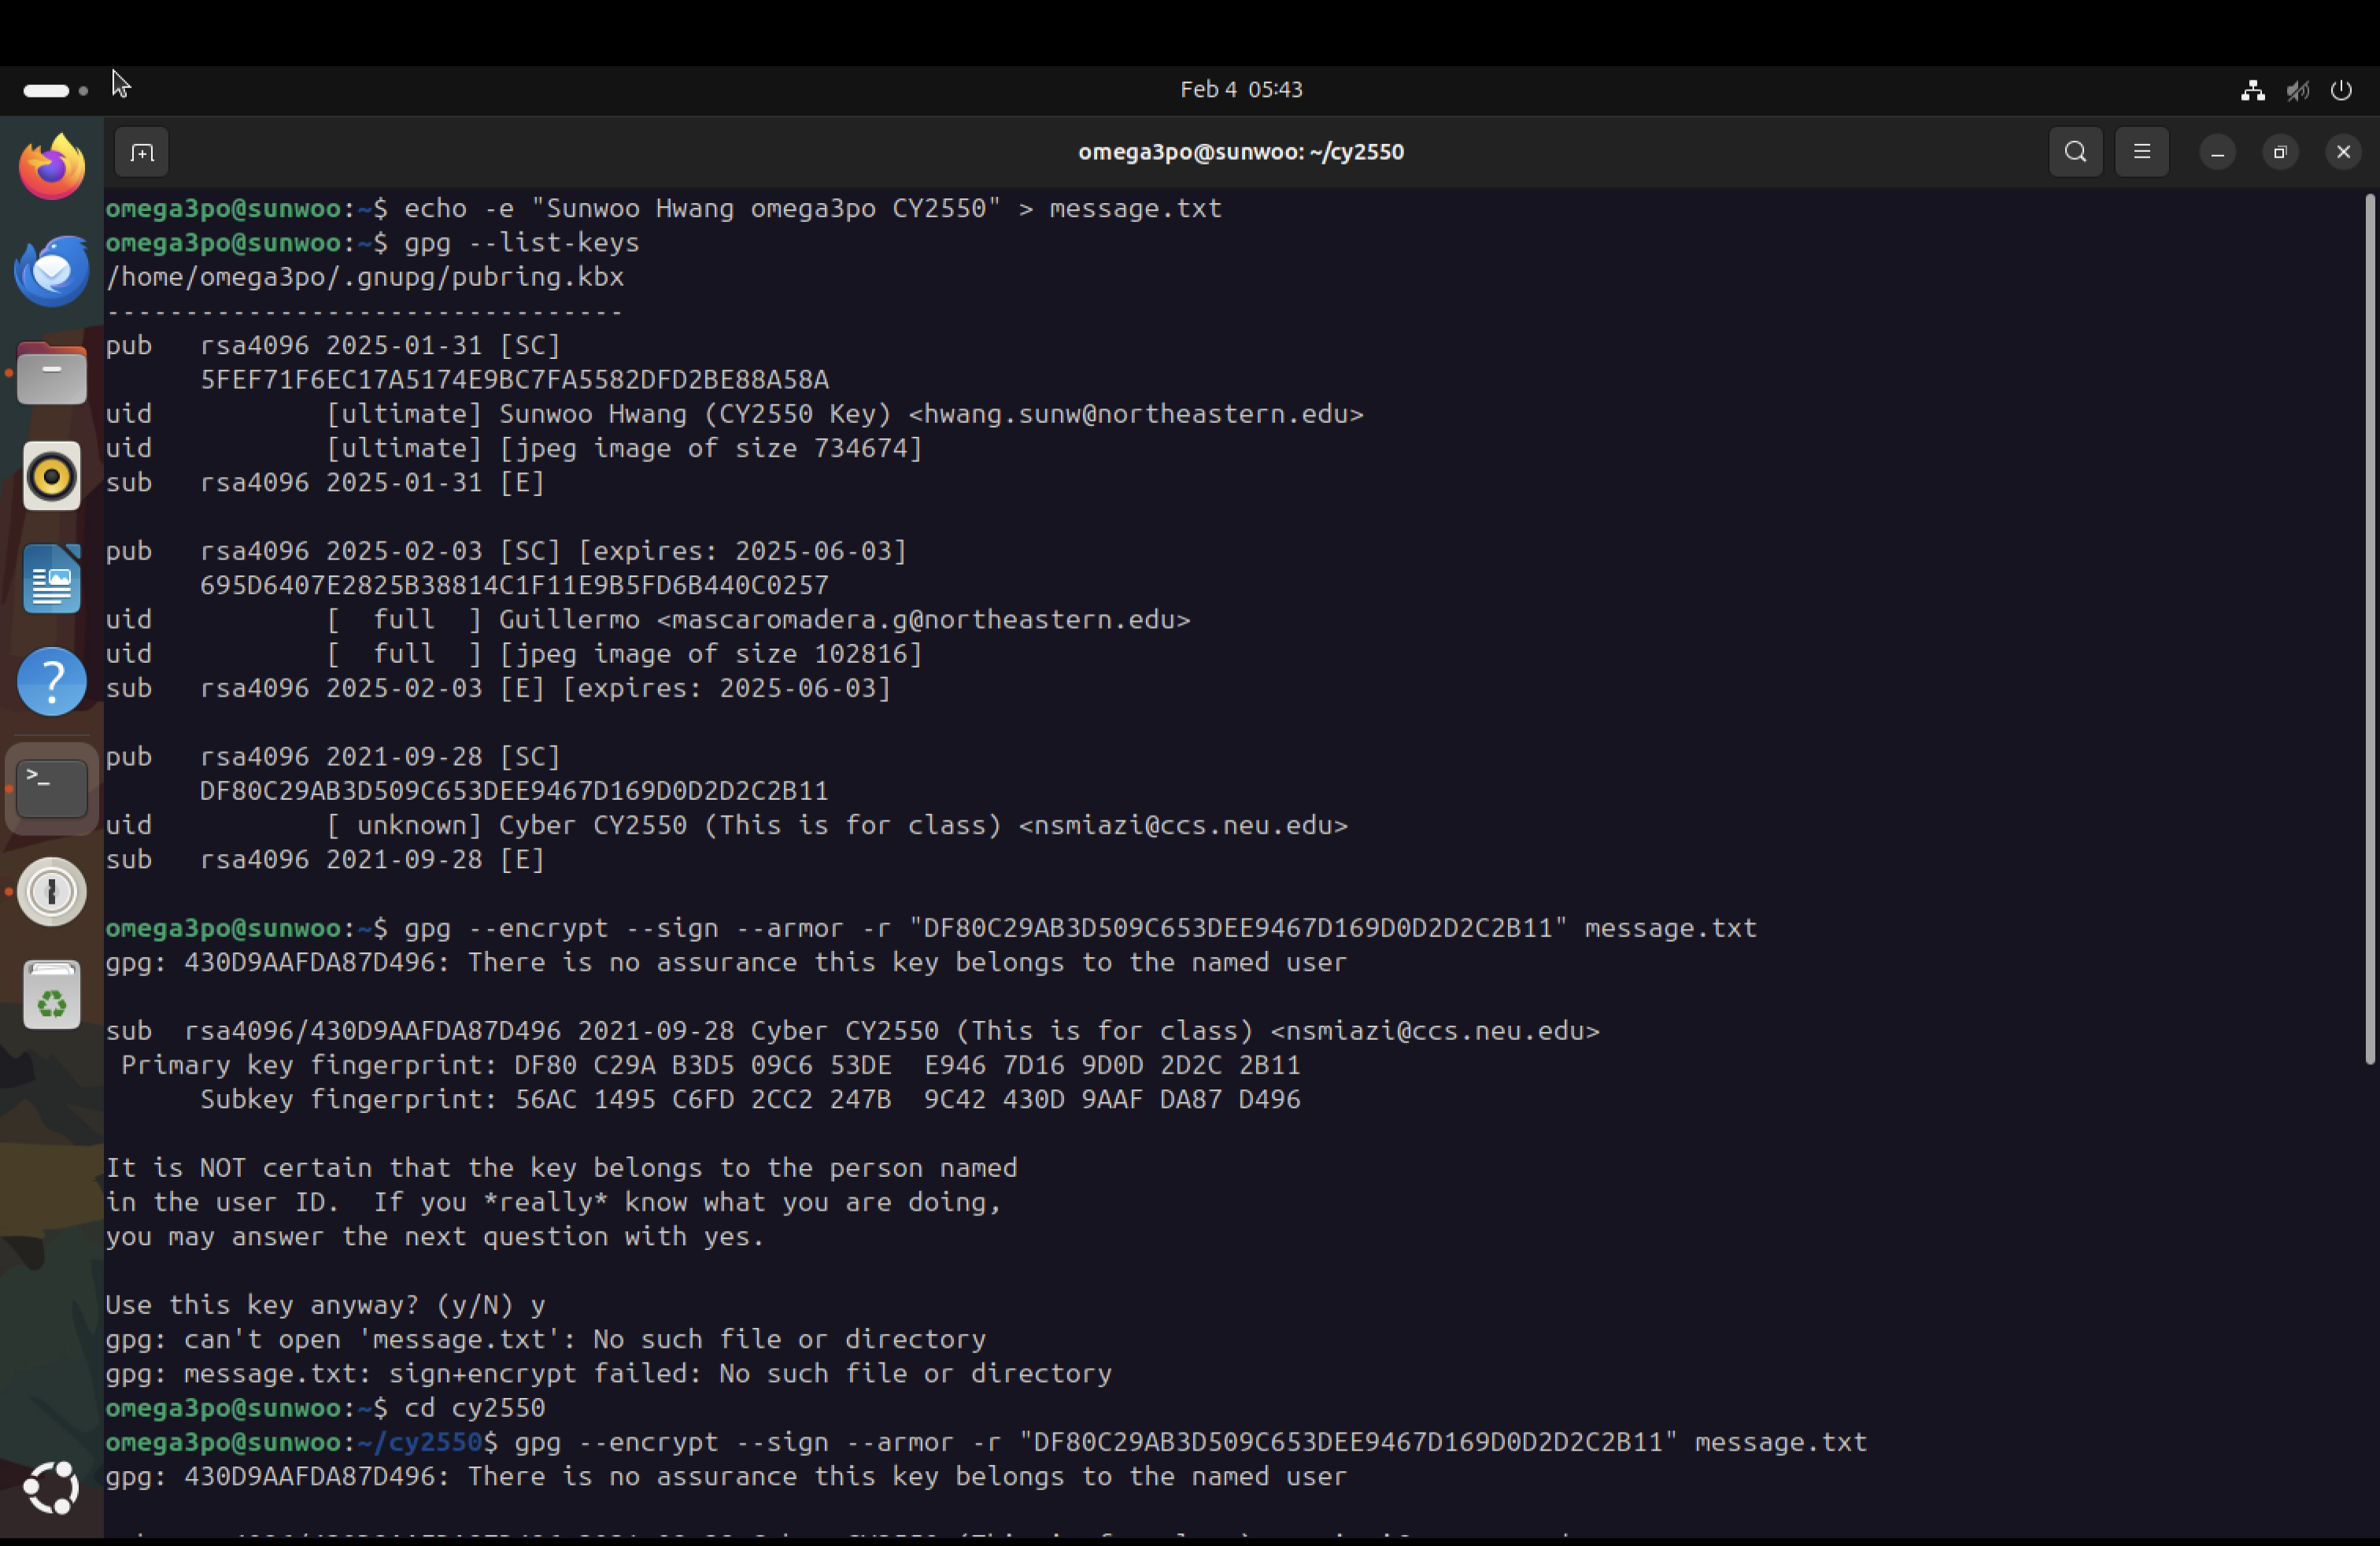 Feb 4 05:43
omega3po@sunwoo: ~/cy2550
omega3po@sunwoo:~$ echo -e "Sunwoo Hwang omega3po CY2550" > message.txt
omega3po@sunwoo:~$ gpg --list-keys
/home/omega3po/.gnupg/pubring.kbx
---------------------------------
pub   rsa4096 2025-01-31 [SC]
      5FEF71F6EC17A5174E9BC7FA5582DFD2BE88A58A
uid           [ultimate] Sunwoo Hwang (CY2550 Key) <hwang.sunw@northeastern.edu>
uid           [ultimate] [jpeg image of size 734674]
sub   rsa4096 2025-01-31 [E]

pub   rsa4096 2025-02-03 [SC] [expires: 2025-06-03]
      695D6407E2825B38814C1F11E9B5FD6B440C0257
uid           [  full  ] Guillermo <mascaromadera.g@northeastern.edu>
uid           [  full  ] [jpeg image of size 102816]
sub   rsa4096 2025-02-03 [E] [expires: 2025-06-03]

pub   rsa4096 2021-09-28 [SC]
      DF80C29AB3D509C653DEE9467D169D0D2D2C2B11
uid           [ unknown] Cyber CY2550 (This is for class) <nsmiazi@ccs.neu.edu>
sub   rsa4096 2021-09-28 [E]

omega3po@sunwoo:~$ gpg --encrypt --sign --armor -r "DF80C29AB3D509C653DEE9467D169D0D2D2C2B11" message.txt
gpg: 430D9AAFDA87D496: There is no assurance this key belongs to the named user

sub  rsa4096/430D9AAFDA87D496 2021-09-28 Cyber CY2550 (This is for class) <nsmiazi@ccs.neu.edu>
 Primary key fingerprint: DF80 C29A B3D5 09C6 53DE  E946 7D16 9D0D 2D2C 2B11
      Subkey fingerprint: 56AC 1495 C6FD 2CC2 247B  9C42 430D 9AAF DA87 D496

It is NOT certain that the key belongs to the person named
in the user ID.  If you *really* know what you are doing,
you may answer the next question with yes.

Use this key anyway? (y/N) y
gpg: can't open 'message.txt': No such file or directory
gpg: message.txt: sign+encrypt failed: No such file or directory
omega3po@sunwoo:~$ cd cy2550
omega3po@sunwoo:~/cy2550$ gpg --encrypt --sign --armor -r "DF80C29AB3D509C653DEE9467D169D0D2D2C2B11" message.txt
gpg: 430D9AAFDA87D496: There is no assurance this key belongs to the named user